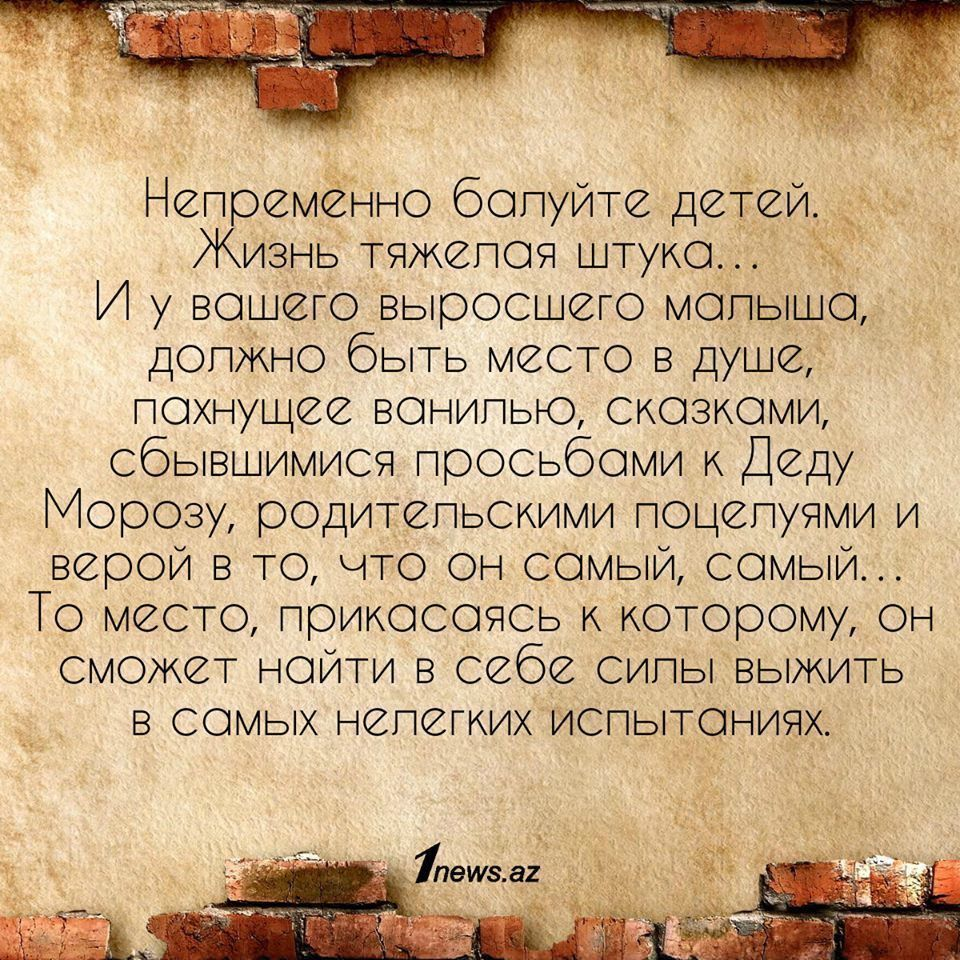 Непременно балуйте детей.
Жизнь тяжелая штука...
И у вашего выросшего малыша,
должно быть место в душе,
пахнущее ванилью, сказками,
сбывшимися просьбами к Деду
Морозу, родительскими поцелуями и
верой в то, что он самый, самый...
То место, прикасаясь к которому, он
сможет найти в себе силы выжить
в самых нелегких испытаниях.
1news.az